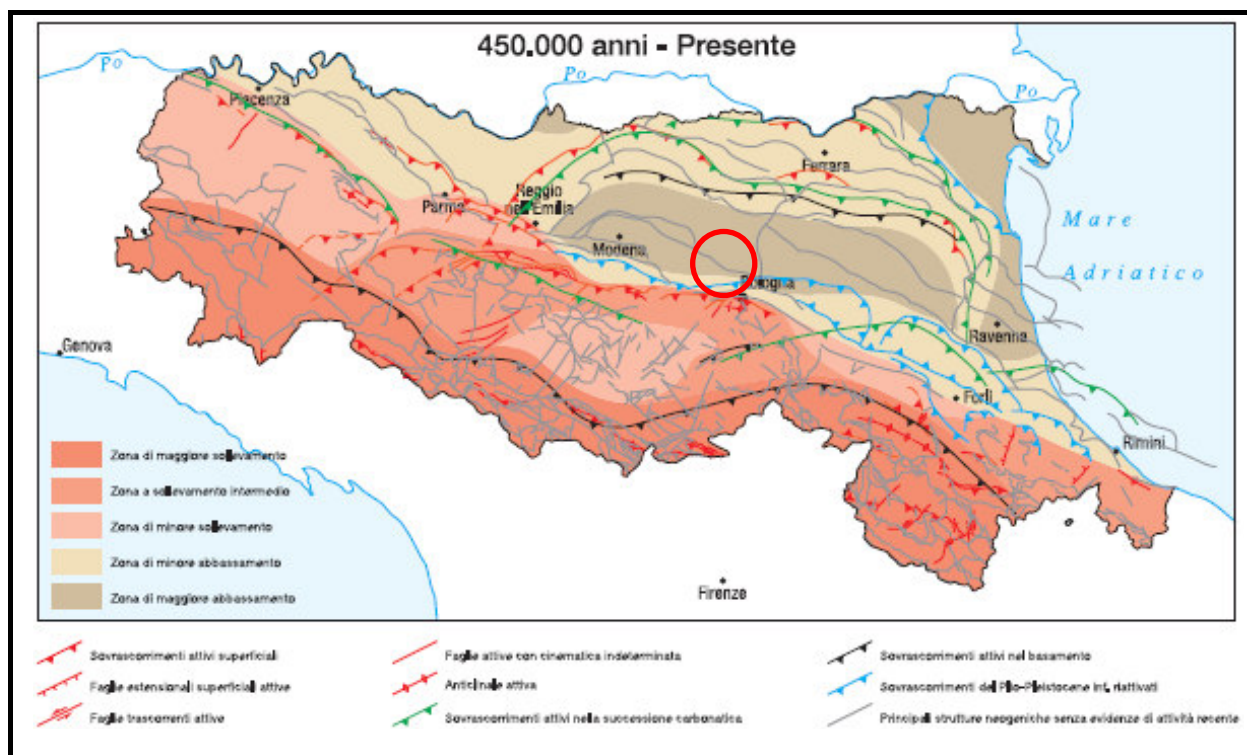 450.000 anni - Presente
Po
Po
Po
Piacenza
Ferrara
Parma
Reggio
nell'Emilia
Modena
Bologna
Mare
Adriatico
Ravenna
Genova
Forlì
Rimini
Firenze
Zona di maggiore sollevamento
Zona a sollevamento intermedio
Zona di minore sollevamento
Zona di minore abbassamento
Zona di maggiore abbassamento
Sovrascorrimenti attivi superficiali
Faglie estensionali superficiali attive
Faglie trascorrenti attive
Faglie attive con cinematica indeterminata
Anticlinale attiva
Sovrascorrimenti attivi nella successione carbonatica
Sovrascorrimenti attivi nel basamento
Sovrascorrimenti del Plio-Pleistocene inf. riattivati
Principali strutture neogeniche senza evidenze di attività recente